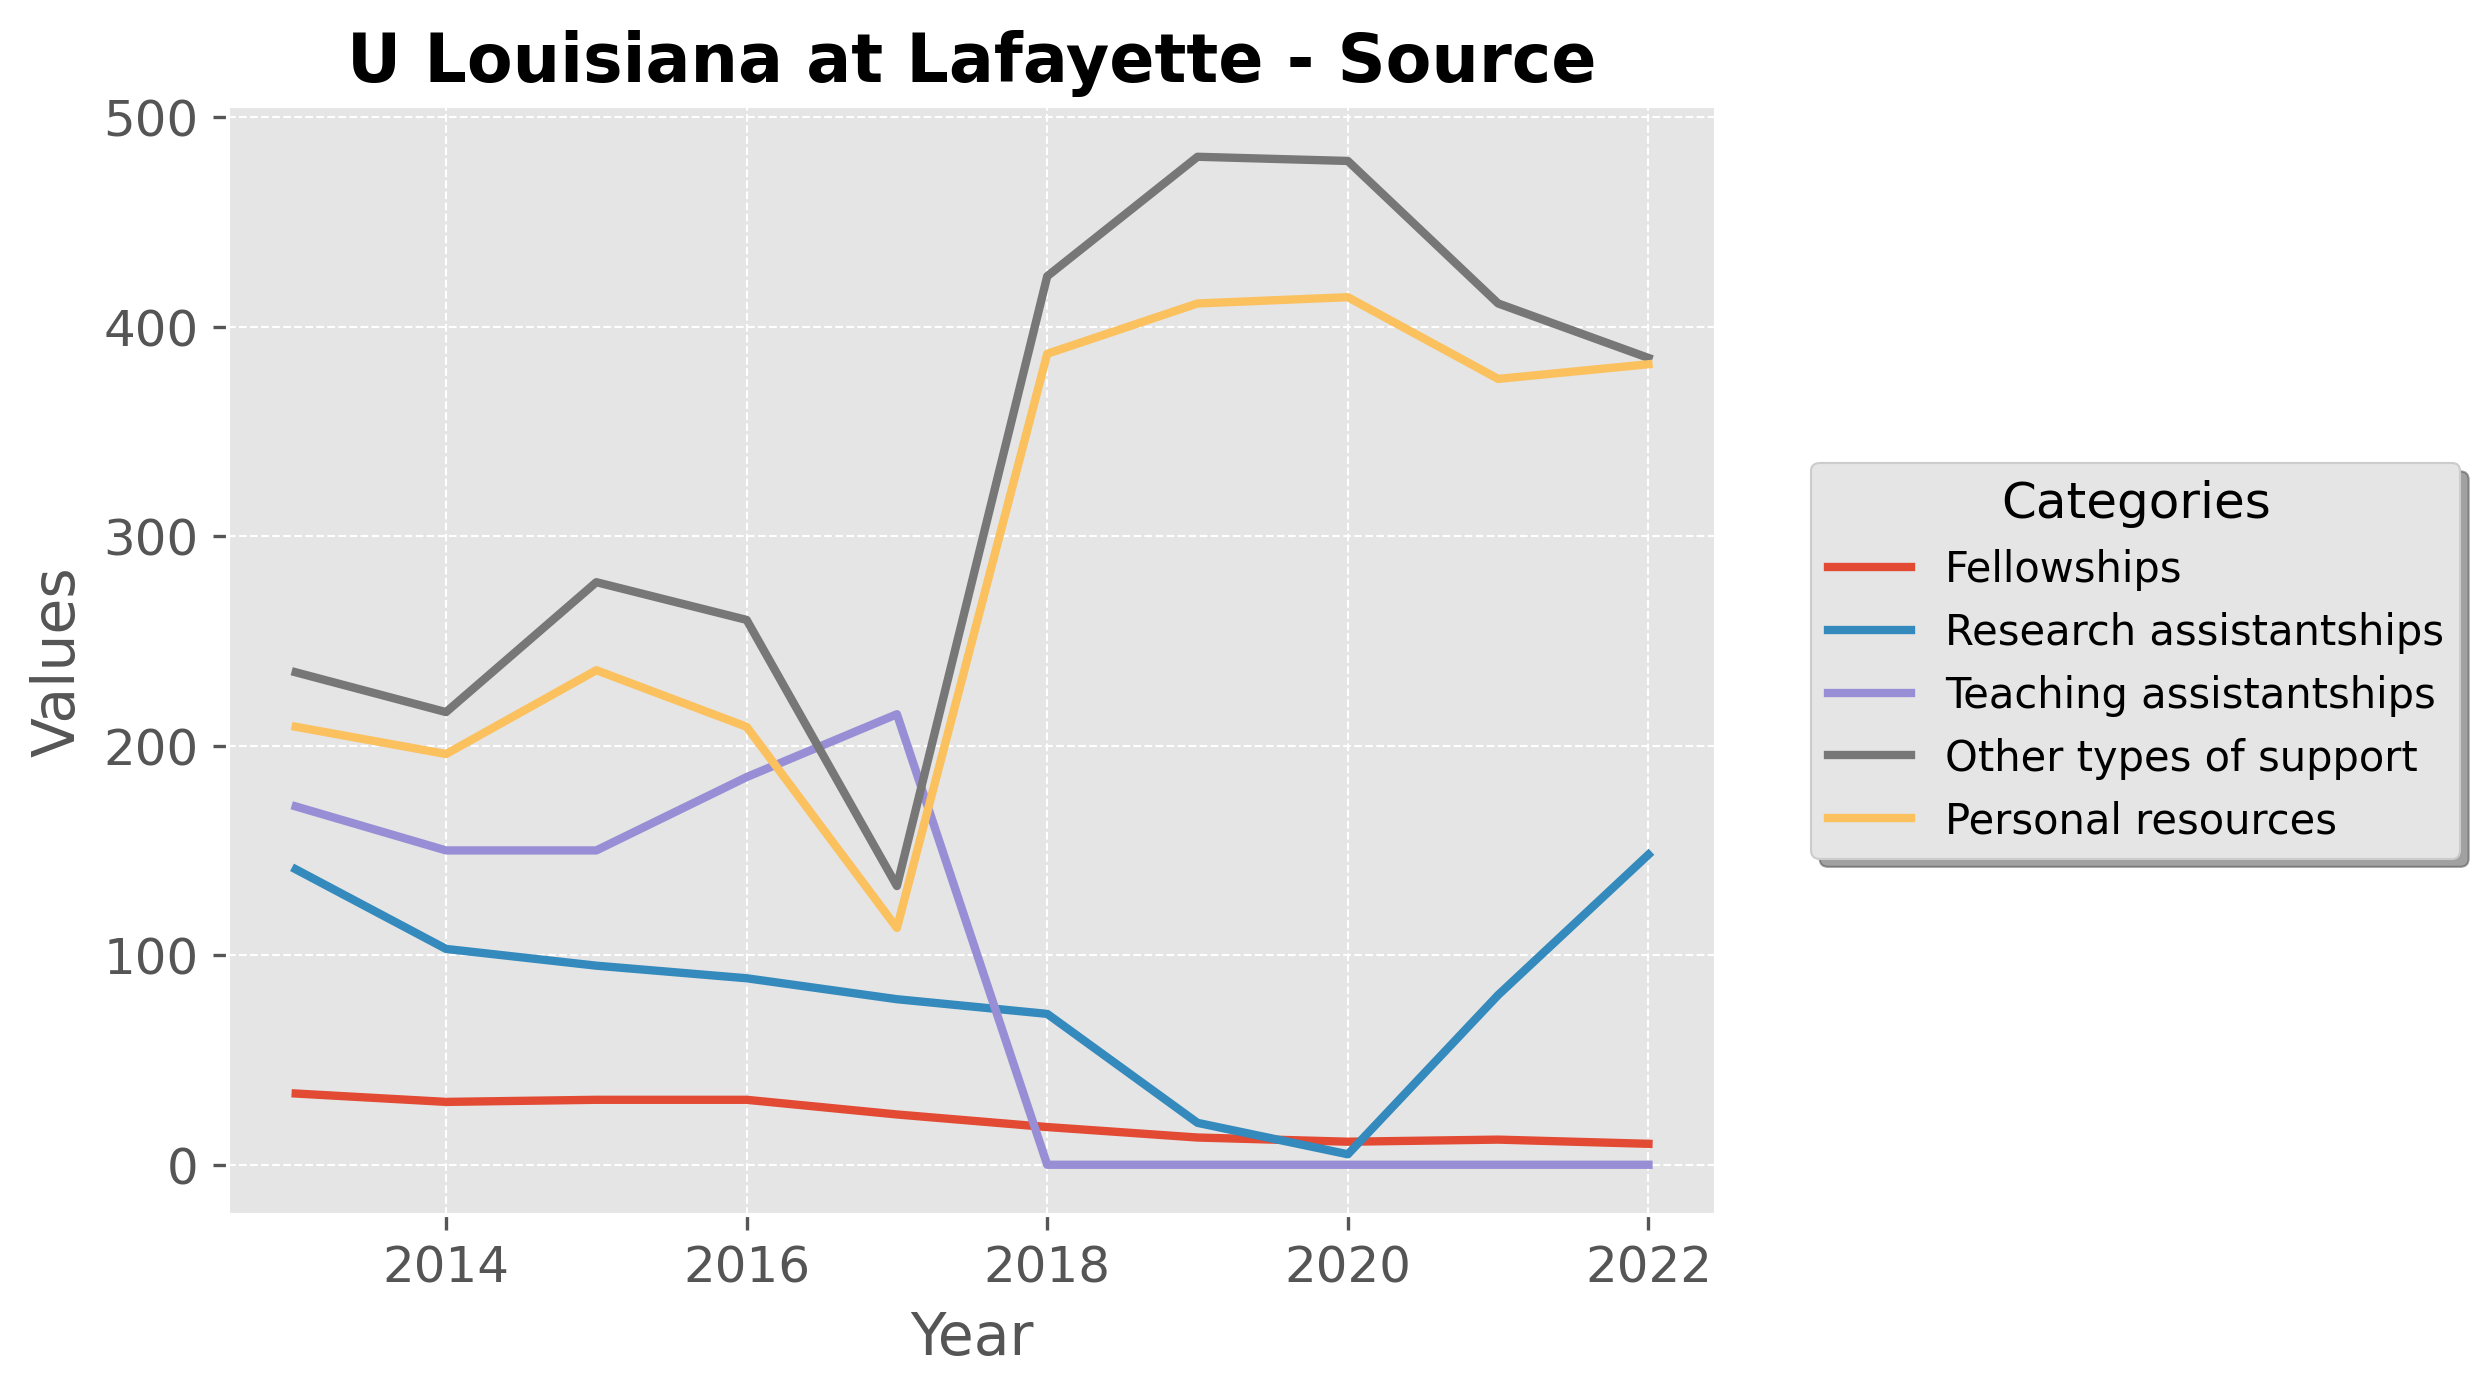 U Louisiana at Lafayette - Source
500
400
300
200
100
0
Values
2014 2016 2018 2020 2022
Year
Categories
Fellowships
Research assistantships
Teaching assistantships
Other types of support
Personal resources